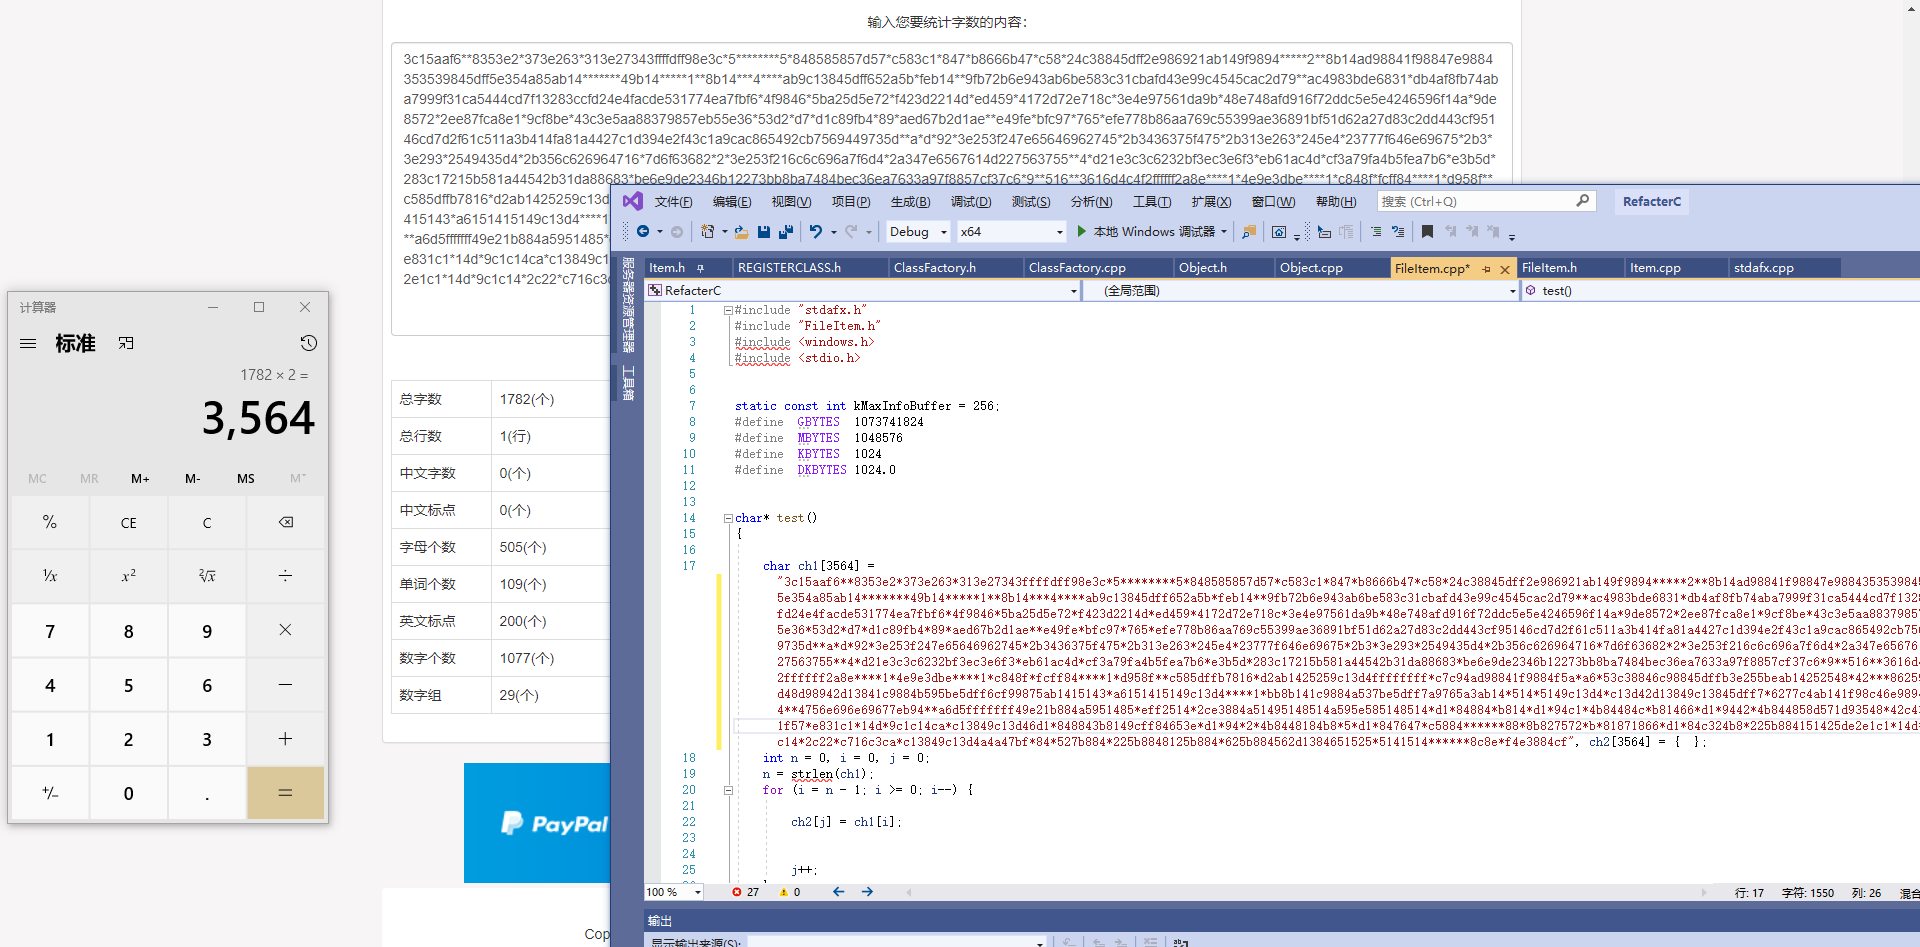 输入您要统计字数的内容：
3c15aaf6**8353e2*373e263*313e27343ffffdff98e3c*5********5*848585857d57*c583c1*847*b8666b47*c58*24c38845dff2e986921ab149f9894*****2**8b14ad98841f98847e9884
353539845dff5e354a85ab14*******49b14*****1**8b14***4****ab9c13845dff652a5b*feb14**9fb72b6e943ab6be583c31cbafd43e99c4545cac2d79**ac4983bde6831*db4af8fb74ab
a7999f31ca5444cd7f13283ccfd24e4facde531774ea7fbf6*4f9846*5ba25d5e72*f423d2214d*ed459*4172d72e718c*3e4e97561da9b*48e748afd916f72ddc5e5e4246596f14a*9de
8572*2ee87fca8e1*9cf8be*43c3e5aa88379857eb55e36*53d2*d7*d1c89fb4*89*aed67b2d1ae**e49fe*bfc97*765*efe778b86aa769c55399ae36891bf51d62a27d83c2dd443cf951
46cd7d2f61c511a3b414fa81a4427c1d394e2f43c1a9cac865492cb7569449735d**a*d*92*3e253f247e65646962745*2b3436375f475*2b313e263*245e4*23777f646e69675*2b3*
3e293*2549435d4*2b356c626964716*7d6f63682*2*3e253f216c6c696a7f6d4*2a347e6567614d227563755**4*d21e3c3c6232bf3ec3e6f3*eb61ac4d*cf3a79fa4b5fea7b6*e3b5d*
283c17215b581a44542b31da88683*be6e9de2346b12273bb8ba7484bec36ea7633a97f8857cf37c6*9**516**3616d4c4f2ffffff2a8e****1*4e9e3dbe****1*c848f*fcff84****1*d958f**
c585dffb7816*d2ab1425259c13d
415143*a6151415149c13d4****1
**a6d5fffffff49e21b884a5951485*
e831c1*14d*9c1c14ca*c13849c1
2e1c1*14d*9c1c14*2c22*c716c3
总字数 1782(个)
总行数 1(行)
中文字数 0(个)
中文标点 0(个)
字母个数 505(个)
单词个数 109(个)
英文标点 200(个)
数字个数 1077(个)
数字组 29(个)
PayPal
Cop
计算器
标准
1782 × 2 =
3,564
MC MR M+ M- MS M˅
% CE C
¹⁄x x² ²√x ÷
7 8 9 ×
4 5 6 −
1 2 3 +
+/− 0 . =
文件(F) 编辑(E) 视图(V) 项目(P) 生成(B) 调试(D) 测试(S) 分析(N) 工具(T) 扩展(X) 窗口(W) 帮助(H) 搜索 (Ctrl+Q) RefacterC
Debug x64 本地 Windows 调试器
服务器资源管理器
工具箱
Item.h REGISTERCLASS.h ClassFactory.h ClassFactory.cpp Object.h Object.cpp FileItem.cpp* FileItem.h Item.cpp stdafx.cpp
RefacterC (全局范围) test()
1 #include "stdafx.h"
2 #include "FileItem.h"
3 #include <windows.h>
4 #include <stdio.h>
5
6
7 static const int kMaxInfoBuffer = 256;
8 #define GBYTES 1073741824
9 #define MBYTES 1048576
10 #define KBYTES 1024
11 #define DKBYTES 1024.0
12
13
14 char* test()
15 {
16
17 char ch1[3564] =
"3c15aaf6**8353e2*373e263*313e27343ffffdff98e3c*5********5*848585857d57*c583c1*847*b8666b47*c58*24c38845dff2e986921ab149f9894*****2**8b14ad98841f98847e988435353984
5e354a85ab14*******49b14*****1**8b14***4****ab9c13845dff652a5b*feb14**9fb72b6e943ab6be583c31cbafd43e99c4545cac2d79**ac4983bde6831*db4af8fb74aba7999f31ca5444cd7f1328
fd24e4facde531774ea7fbf6*4f9846*5ba25d5e72*f423d2214d*ed459*4172d72e718c*3e4e97561da9b*48e748afd916f72ddc5e5e4246596f14a*9de8572*2ee87fca8e1*9cf8be*43c3e5aa8837985
5e36*53d2*d7*d1c89fb4*89*aed67b2d1ae**e49fe*bfc97*765*efe778b86aa769c55399ae36891bf51d62a27d83c2dd443cf95146cd7d2f61c511a3b414fa81a4427c1d394e2f43c1a9cac865492cb756
9735d**a*d*92*3e253f247e65646962745*2b3436375f475*2b313e263*245e4*23777f646e69675*2b3*3e293*2549435d4*2b356c626964716*7d6f63682*2*3e253f216c6c696a7f6d4*2a347e65676
27563755**4*d21e3c3c6232bf3ec3e6f3*eb61ac4d*cf3a79fa4b5fea7b6*e3b5d*283c17215b581a44542b31da88683*be6e9de2346b12273bb8ba7484bec36ea7633a97f8857cf37c6*9**516**3616d
2ffffff2a8e****1*4e9e3dbe****1*c848f*fcff84****1*d958f**c585dffb7816*d2ab1425259c13d4ffffffff*c7c94ad98841f9884f5a*a6*53c38846c98845dffb3e255beab14252548*42***8625
d48d98942d13841c9884b595be5dff6cf99875ab1415143*a6151415149c13d4****1*bb8b141c9884a537be5dff7a9765a3ab14*514*5149c13d4*c13d42d13849c13845dff7*6277c4ab141f98c46e989
4**4756e696e69677eb94**a6d5fffffff49e21b884a5951485*eff2514*2ce3884a51495148514a595e585148514*d1*84884*b814*d1*94c1*4b84484c*b81466*d1*9442*4b844858d571d93548*42c4
1f57*e831c1*14d*9c1c14ca*c13849c13d46d1*848843b8149cff84653e*d1*94*2*4b8448184b8*5*d1*847647*c5884******88*8b827572*b*81871866*d1*84c324b8*225b884151425de2e1c1*14d
c14*2c22*c716c3ca*c13849c13d4a4a47bf*84*527b884*225b8848125b884*625b884562d1384651525*5141514******8c8e*f4e3884cf", ch2[3564] = { };
18 int n = 0, i = 0, j = 0;
19 n = strlen(ch1);
20 for (i = n - 1; i >= 0; i--) {
21
22 ch2[j] = ch1[i];
23
24
25 j++;
100 % 27 0 行: 17 字符: 1550 列: 26 混合
输出
显示输出来源(S):